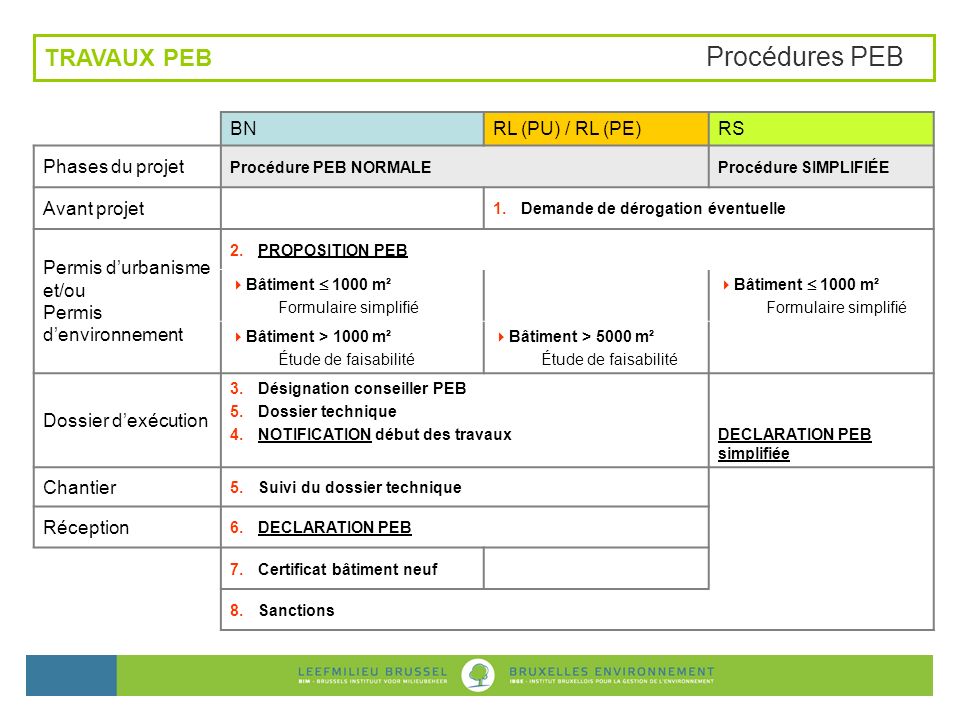 TRAVAUX PEB
Procédures PEB
BN
RL (PU) / RL (PE)
RS
Phases du projet
Procédure PEB NORMALE
Procédure SIMPLIFIÉE
Avant projet
1. Demande de dérogation éventuelle
Permis d’urbanisme
et/ou
Permis
d’environnement
2. PROPOSITION PEB
Bâtiment ≤ 1000 m²
Formulaire simplifié
Bâtiment ≤ 1000 m²
Formulaire simplifié
Bâtiment > 1000 m²
Étude de faisabilité
Bâtiment > 5000 m²
Étude de faisabilité
Dossier d’exécution
3. Désignation conseiller PEB
5. Dossier technique
4. NOTIFICATION début des travaux
DECLARATION PEB
simplifiée
Chantier
5. Suivi du dossier technique
Réception
6. DECLARATION PEB
7. Certificat bâtiment neuf
8. Sanctions
LEEFMILIEU BRUSSEL
BIM - BRUSSELS INSTITUUT VOOR MILIEUBEHEER
BRUXELLES ENVIRONNEMENT
IBGE - INSTITUT BRUXELLOIS POUR LA GESTION DE L'ENVIRONNEMENT